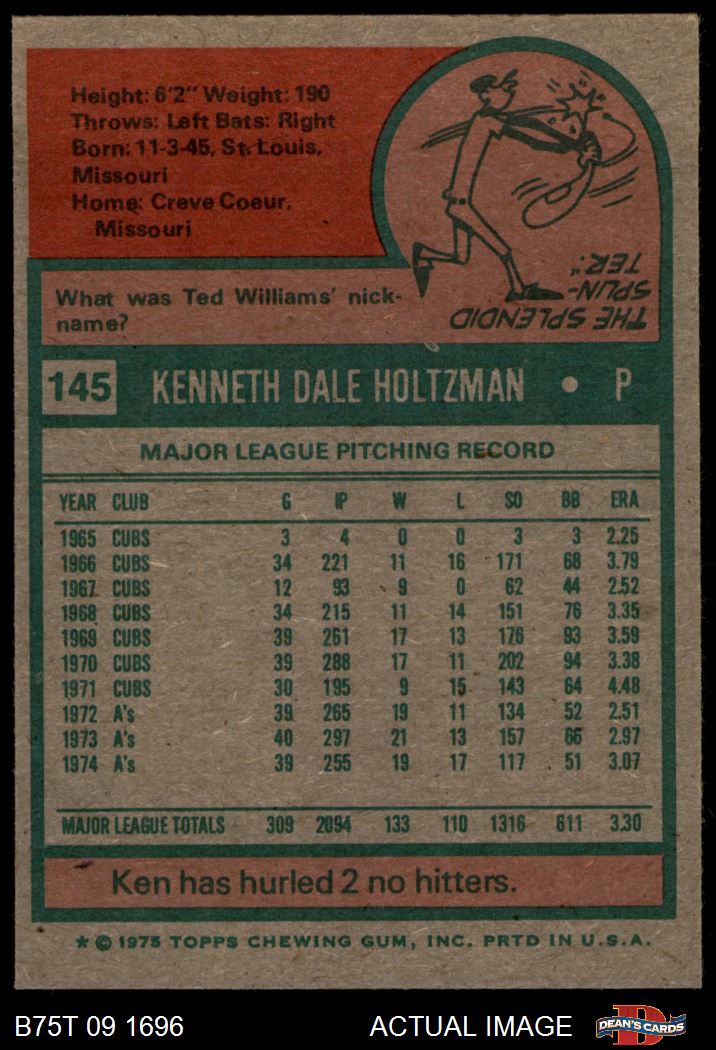 Height: 6'2" Weight: 190
Throws: Left Bats: Right
Born: 11-3-45, St. Louis,
Missouri
Home: Creve Coeur,
Missouri
What was Ted Williams' nick-
name?
"THE SPLENDID
SPLIN-
TER."
145 KENNETH DALE HOLTZMAN • P
MAJOR LEAGUE PITCHING RECORD
YEAR CLUB G IP W L SO BB ERA
1965 CUBS 3 4 0 0 3 3 2.25
1966 CUBS 34 221 11 16 171 68 3.79
1967 CUBS 12 93 9 0 62 44 2.52
1968 CUBS 34 215 11 14 151 76 3.35
1969 CUBS 39 261 17 13 176 93 3.59
1970 CUBS 39 288 17 11 202 94 3.38
1971 CUBS 30 195 9 15 143 64 4.48
1972 A's 39 265 19 11 134 52 2.51
1973 A's 40 297 21 13 157 66 2.97
1974 A's 39 255 19 17 117 51 3.07
MAJOR LEAGUE TOTALS 309 2094 133 110 1316 611 3.30
Ken has hurled 2 no hitters.
* © 1975 TOPPS CHEWING GUM, INC. PRTD IN U.S.A.
B75T 09 1696 ACTUAL IMAGE DEAN'S CARDS